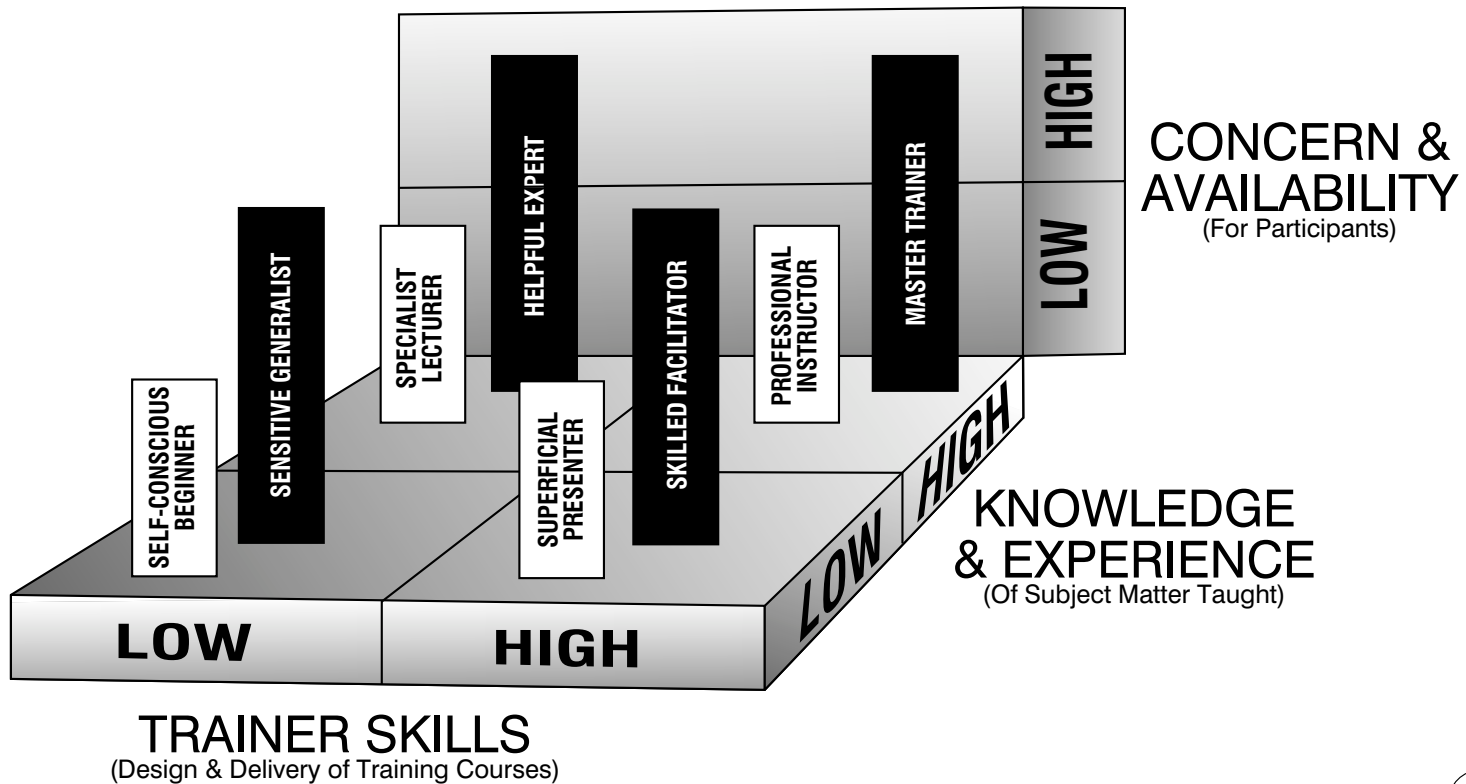 HIGH
LOW
CONCERN &
AVAILABILITY
(For Participants)
HELPFUL EXPERT
MASTER TRAINER
SENSITIVE GENERALIST
SPECIALIST
LECTURER
SKILLED FACILITATOR
PROFESSIONAL
INSTRUCTOR
SELF-CONSCIOUS
BEGINNER
SUPERFICIAL
PRESENTER
HIGH
LOW
KNOWLEDGE
& EXPERIENCE
(Of Subject Matter Taught)
LOW
HIGH
TRAINER SKILLS
(Design & Delivery of Training Courses)